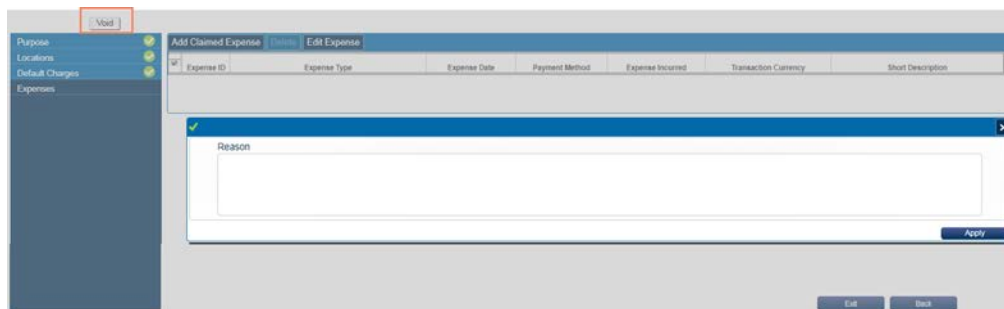 Void
Purpose
Locations
Default Charges
Expenses
Add Claimed Expense Delete Edit Expense
Expense ID Expense Type Expense Date Payment Method Expense Incurred Transaction Currency Short Description
Reason
Apply
Exit Back